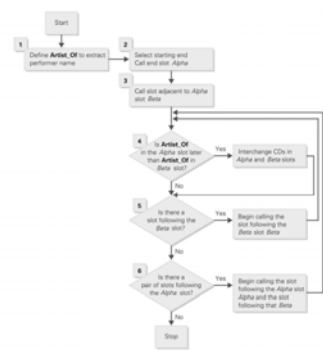 Start
1
Define Artist_Of to extract
performer name
2
Select starting end
Call end slot Alpha
3
Call slot adjacent to Alpha
slot Beta
4
Is Artist_Of
in the Alpha slot later
than Artist_Of in
Beta slot?
Yes
Interchange CDs in
Alpha and Beta slots
No
5
Is there a
slot following the
Beta slot?
Yes
Begin calling the
slot following the
Beta slot Beta
No
6
Is there a
pair of slots following
the Alpha slot?
Yes
Begin calling the slot
following the Alpha slot
Alpha and the slot
following that Beta
No
Stop